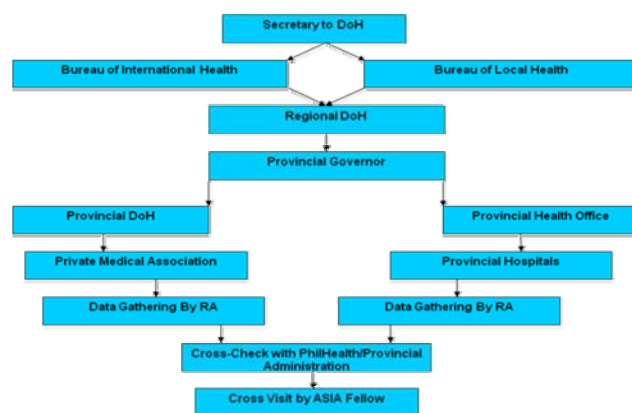 Secretary to DoH
Bureau of International Health
Bureau of Local Health
Regional DoH
Provincial Governor
Provincial DoH
Provincial Health Office
Private Medical Association
Provincial Hospitals
Data Gathering By RA
Data Gathering By RA
Cross-Check with PhilHealth/Provincial
Administration
Cross Visit by ASIA Fellow